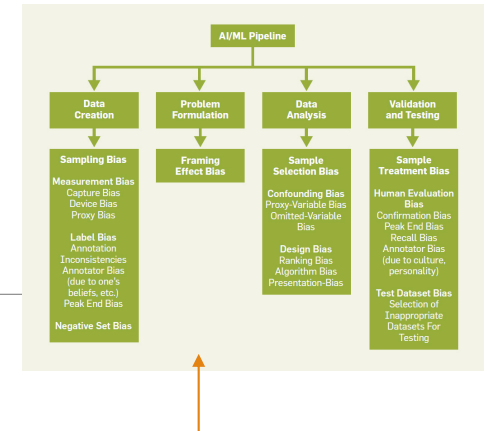 AI/ML Pipeline
Data
Creation
Problem
Formulation
Data
Analysis
Validation
and Testing
Sampling Bias
Measurement Bias
Capture Bias
Device Bias
Proxy Bias
Label Bias
Annotation
Inconsistencies
Annotator Bias
(due to one's
beliefs, etc.)
Peak End Bias
Negative Set Bias
Framing
Effect Bias
Sample
Selection Bias
Confounding Bias
Proxy-Variable Bias
Omitted-Variable
Bias
Design Bias
Ranking Bias
Algorithm Bias
Presentation-Bias
Sample
Treatment Bias
Human Evaluation
Bias
Confirmation Bias
Peak End Bias
Recall Bias
Annotator Bias
(due to culture,
personality)
Test Dataset Bias
Selection of
Inappropriate
Datasets For
Testing